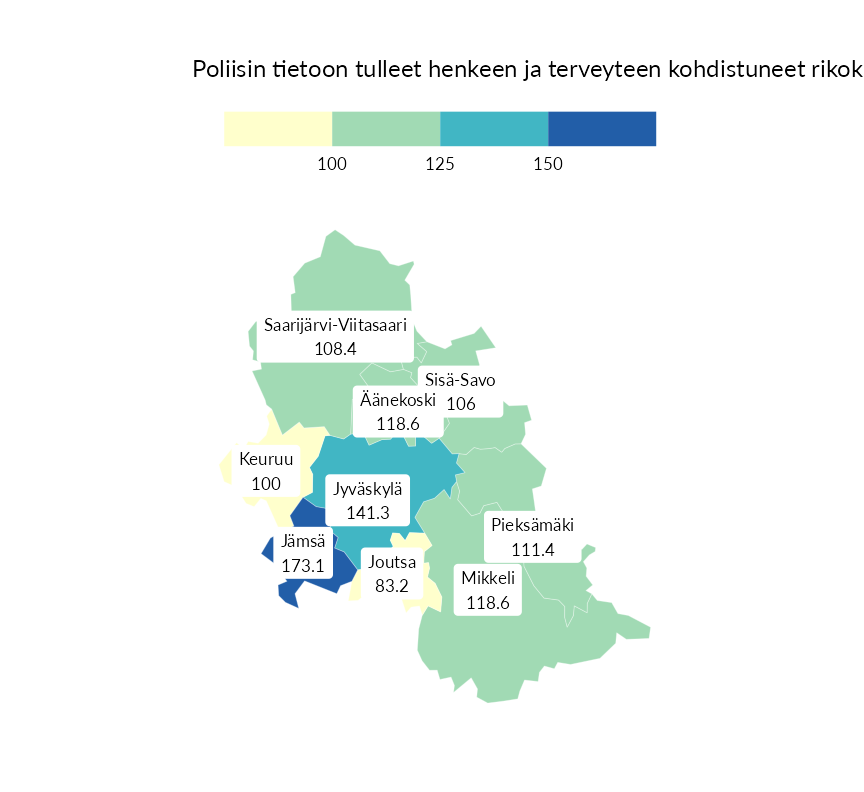 Poliisin tietoon tulleet henkeen ja terveyteen kohdistuneet rikok
100
125
150
Saarijärvi-Viitasaari
108.4
Sisä-Savo
106
Äänekoski
118.6
Keuruu
100
Jyväskylä
141.3
Pieksämäki
111.4
Jämsä
173.1
Joutsa
83.2
Mikkeli
118.6